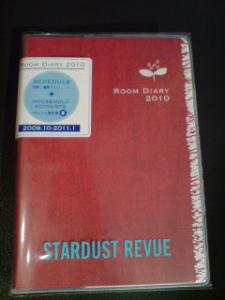 ROOM DIARY 2010
SCHEDULE
+
HOUSEHOLD
ACCOUNTS
2009.10-2011.1
ROOM DIARY
2010
STARDUST REVUE